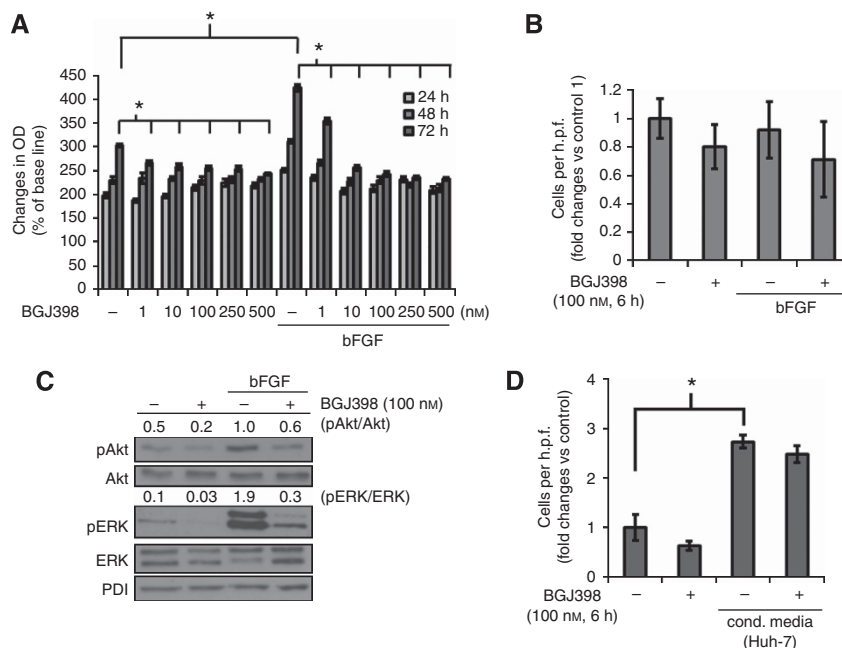 A
*
*
*
450
400
350
300
250
200
150
100
50
0
Changes in OD
(% of base line)
24 h
48 h
72 h
BGJ398 – 1 10 100 250 500 – 1 10 100 250 500 (nM)
bFGF
B
1.2
1
0.8
0.6
0.4
0.2
0
Cells per h.p.f.
(fold changes vs control 1)
BGJ398 – + – +
(100 nM, 6 h)
bFGF
C
bFGF
– + – + BGJ398 (100 nM)
0.5 0.2 1.0 0.6 (pAkt/Akt)
pAkt
Akt
0.1 0.03 1.9 0.3 (pERK/ERK)
pERK
ERK
PDI
D
*
4
3
2
1
0
Cells per h.p.f.
(fold changes vs control)
BGJ398 – + – +
(100 nM, 6 h)
cond. media
(Huh-7)